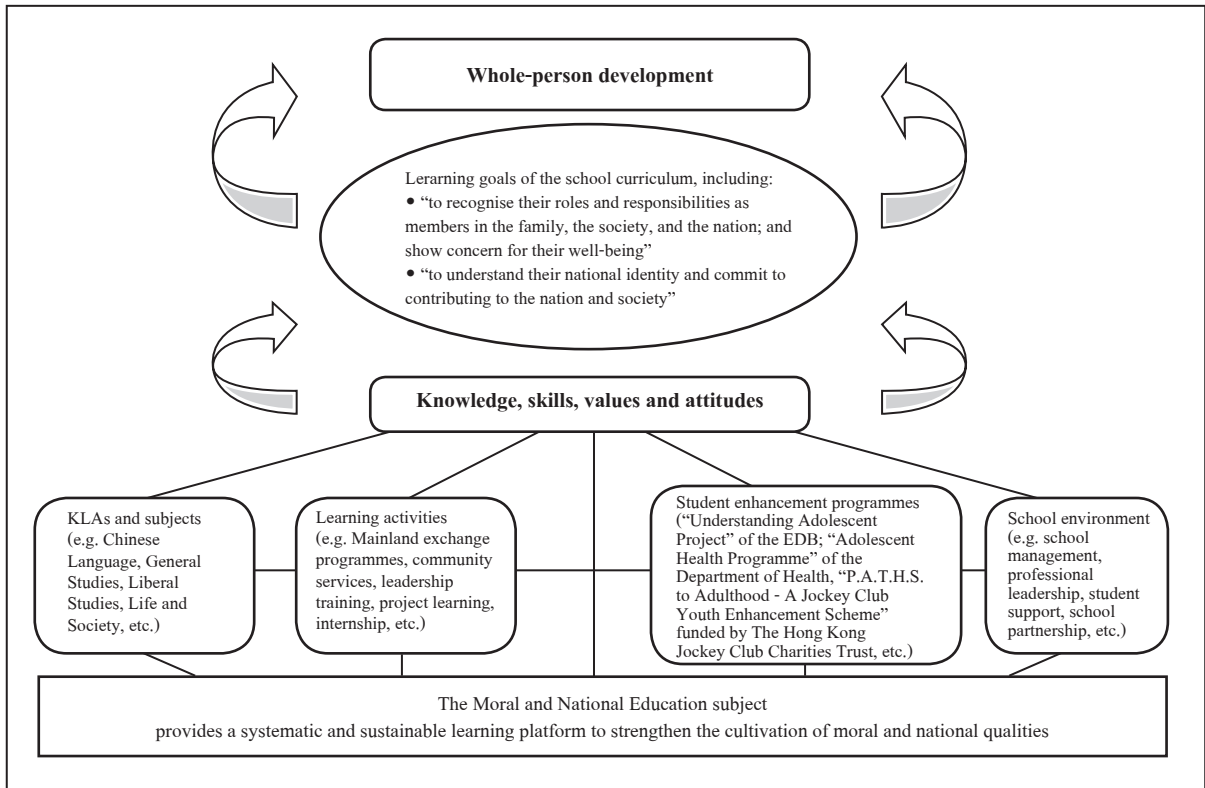 Whole-person development
Lerarning goals of the school curriculum, including:
• “to recognise their roles and responsibilities as
members in the family, the society, and the nation; and
show concern for their well-being”
• “to understand their national identity and commit to
contributing to the nation and society”
Knowledge, skills, values and attitudes
KLAs and subjects
(e.g. Chinese
Language, General
Studies, Liberal
Studies, Life and
Society, etc.)
Learning activities
(e.g. Mainland exchange
programmes, community
services, leadership
training, project learning,
internship, etc.)
Student enhancement programmes
(“Understanding Adolescent
Project” of the EDB; “Adolescent
Health Programme” of the
Department of Health, “P.A.T.H.S.
to Adulthood - A Jockey Club
Youth Enhancement Scheme”
funded by The Hong Kong
Jockey Club Charities Trust, etc.)
School environment
(e.g. school
management,
professional
leadership, student
support, school
partnership, etc.)
The Moral and National Education subject
provides a systematic and sustainable learning platform to strengthen the cultivation of moral and national qualities